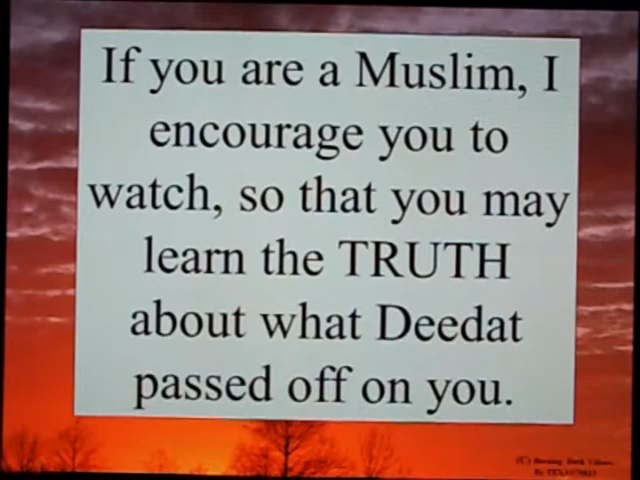 If you are a Muslim, I
encourage you to
watch, so that you may
learn the TRUTH
about what Deedat
passed off on you.